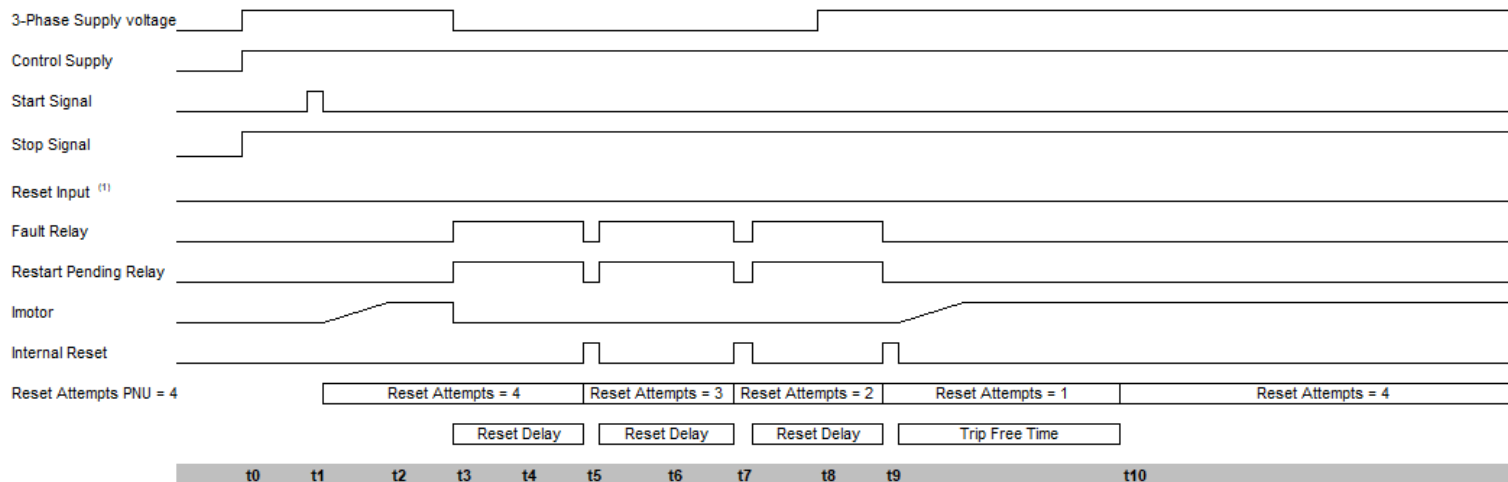 3-Phase Supply voltage
Control Supply
Start Signal
Stop Signal
Reset Input (1)
Fault Relay
Restart Pending Relay
Imotor
Internal Reset
Reset Attempts PNU = 4 Reset Attempts = 4 Reset Attempts = 3 Reset Attempts = 2 Reset Attempts = 1 Reset Attempts = 4
Reset Delay Reset Delay Reset Delay Trip Free Time
t0 t1 t2 t3 t4 t5 t6 t7 t8 t9 t10